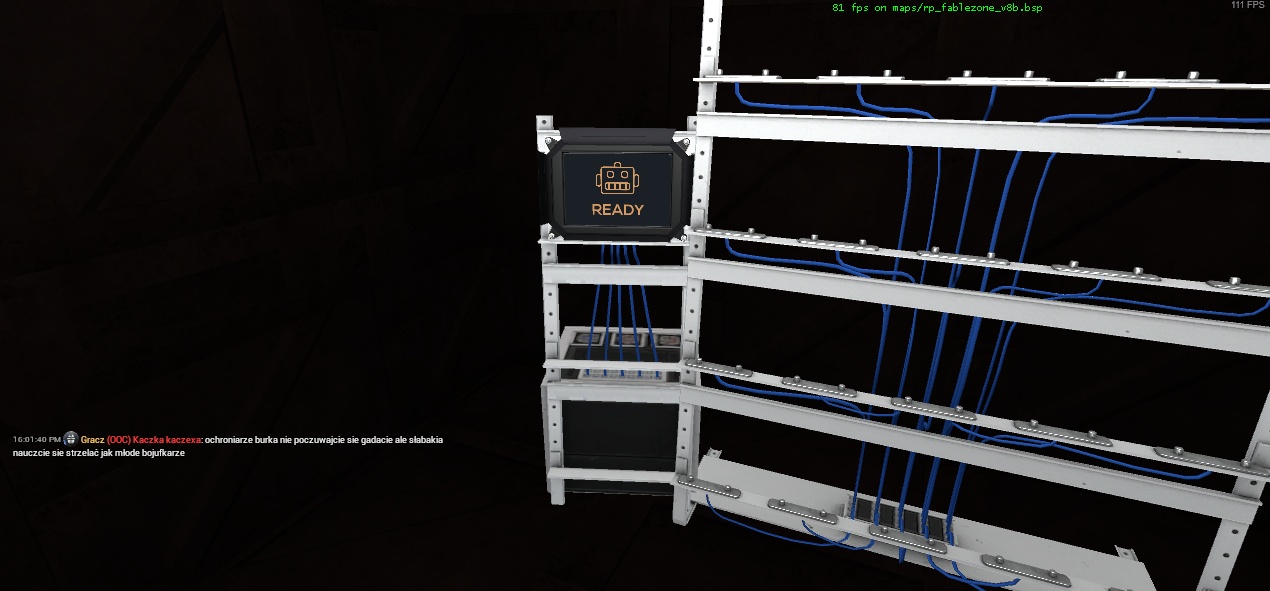 81 fps on maps/rp_fablezone_v8b.bsp
111 FPS
READY
16:01:40 PM Gracz (OOC) Kaczka kaczexa: ochroniarze burka nie poczuwajcie sie gadacie ale słabakia
nauczcie sie strzelać jak młode bojufkarze